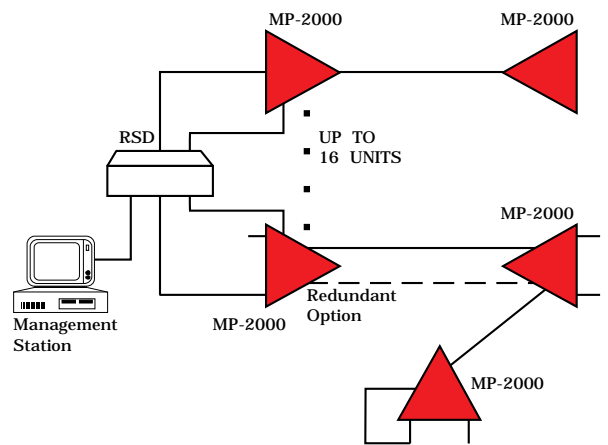 MP-2000
MP-2000
RSD
UP TO
16 UNITS
MP-2000
Redundant
Option
MP-2000
Management
Station
MP-2000